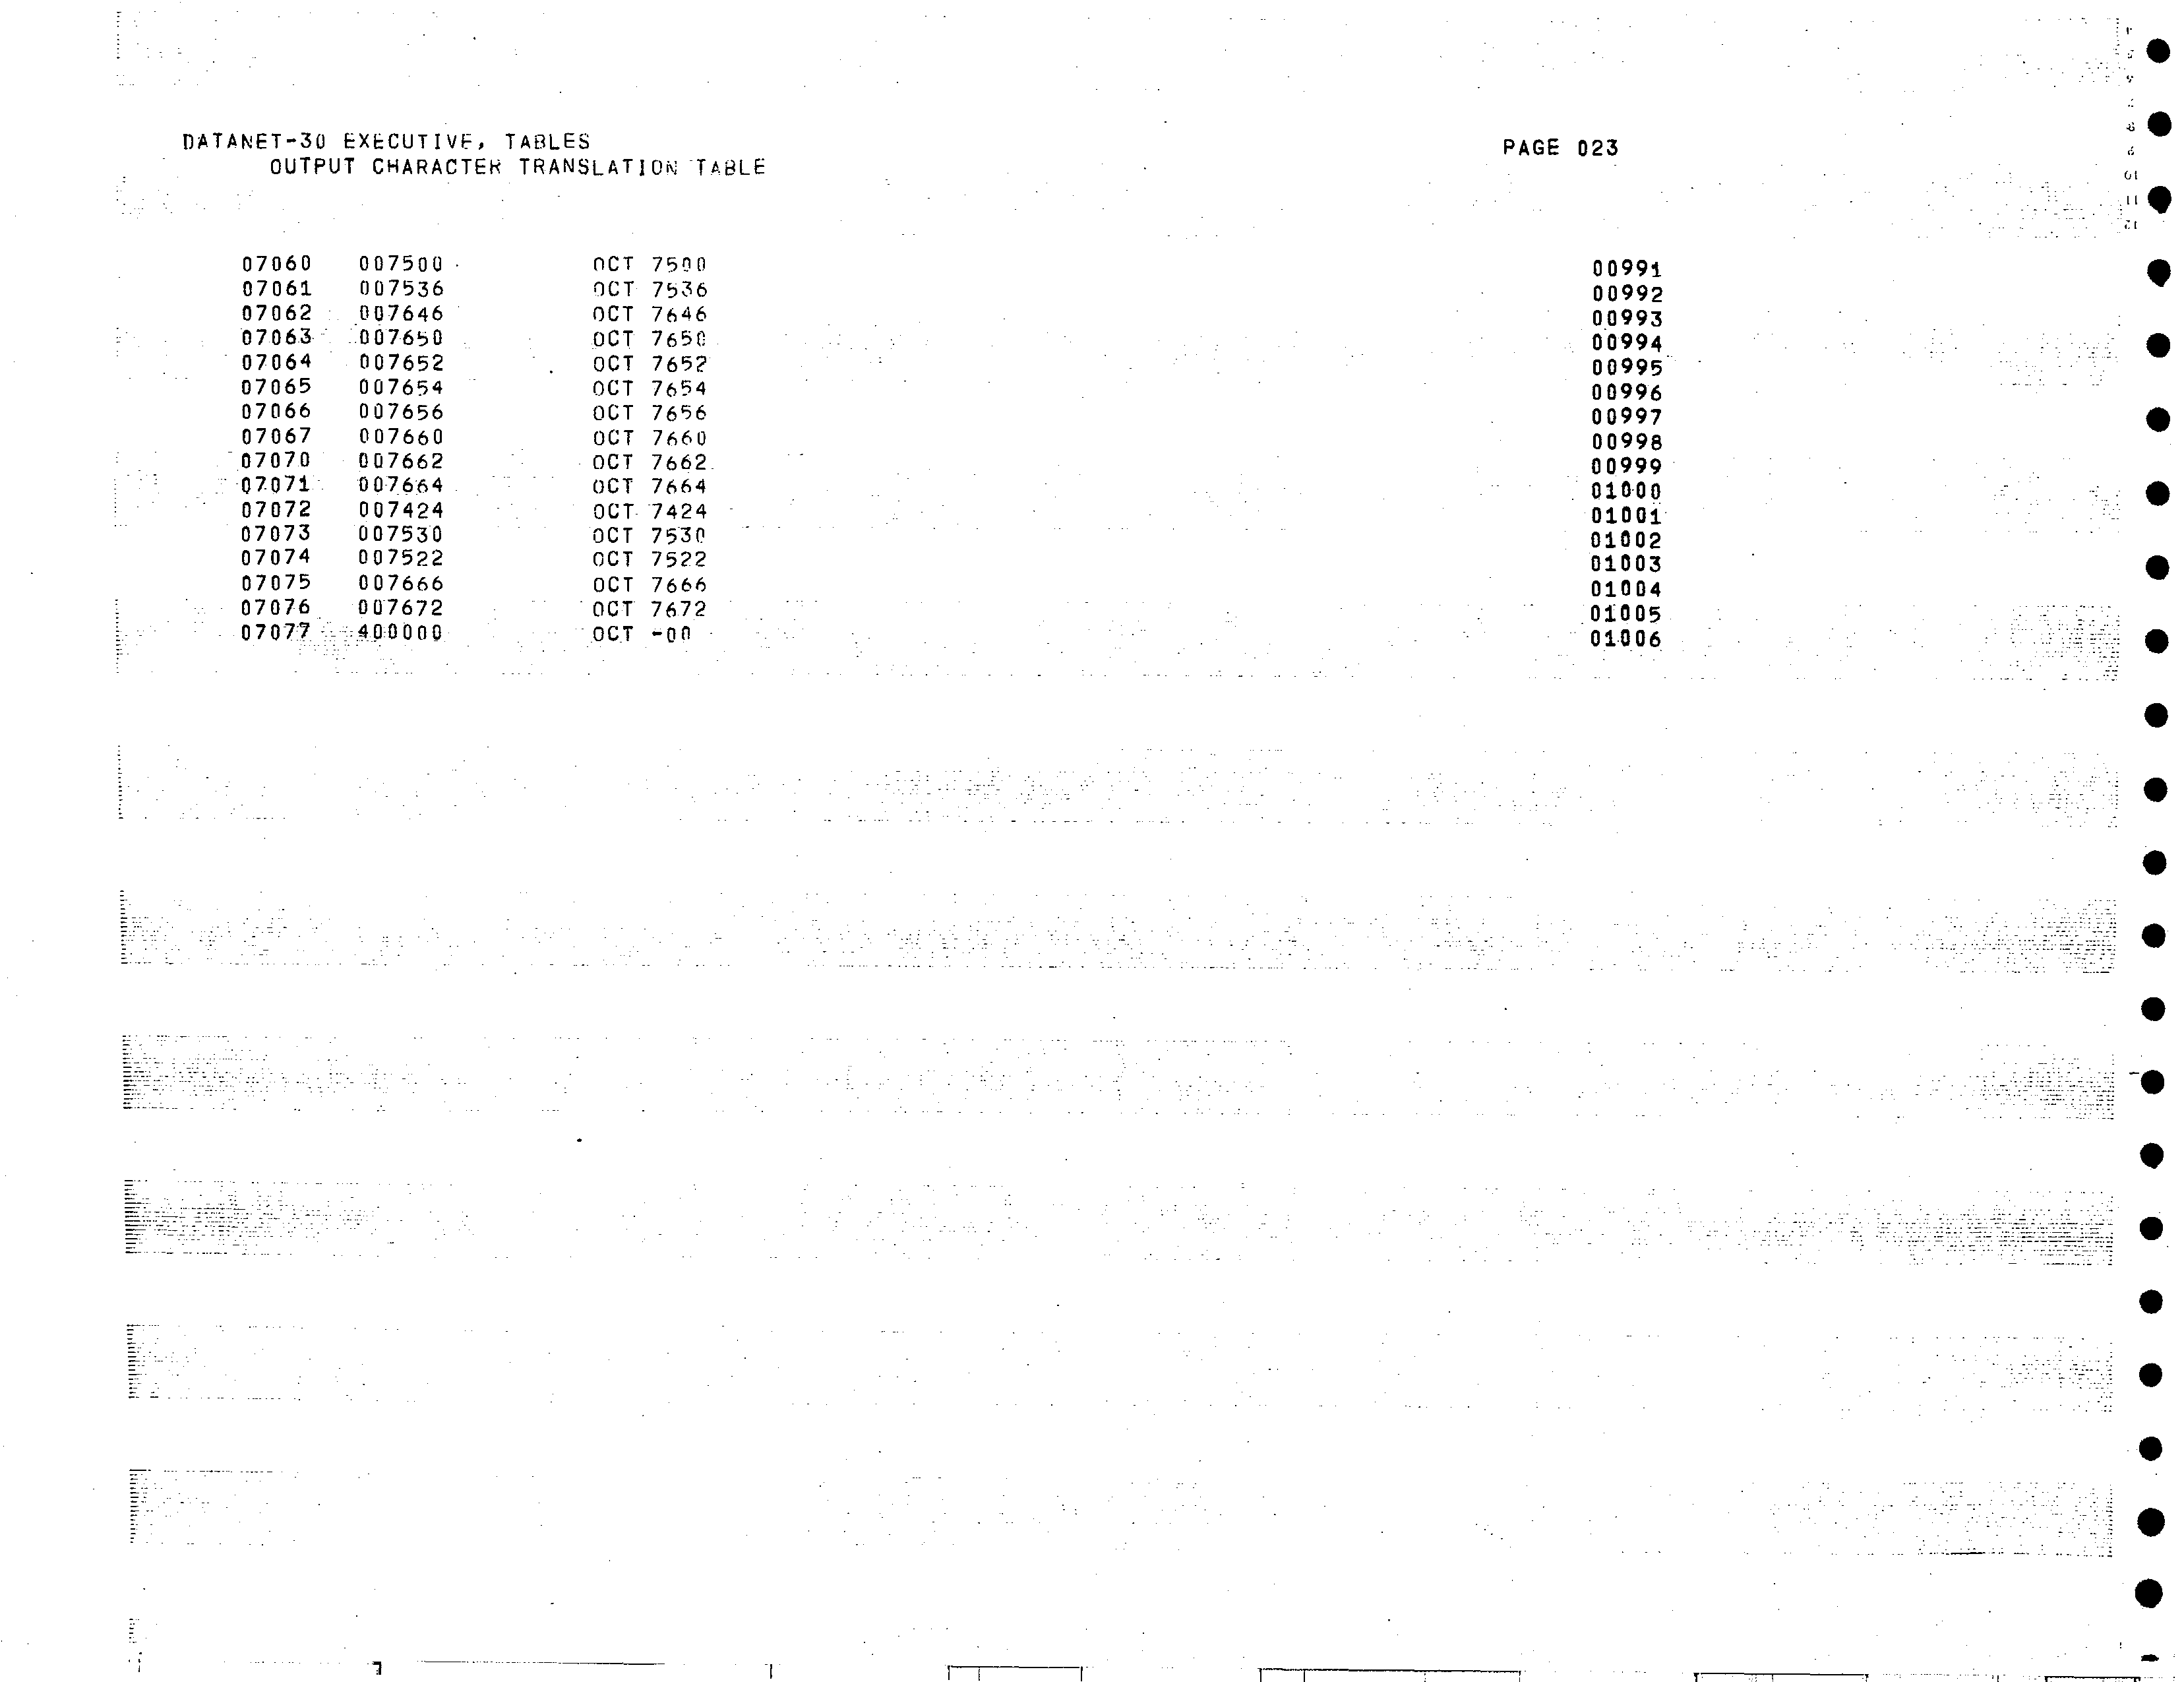 DATANET-30 EXECUTIVE, TABLES PAGE 023
OUTPUT CHARACTER TRANSLATION TABLE
07060 007500 OCT 7500 00991
07061 007536 OCT 7536 00992
07062 007646 OCT 7646 00993
07063 007650 OCT 7650 00994
07064 007652 OCT 7652 00995
07065 007654 OCT 7654 00996
07066 007656 OCT 7656 00997
07067 007660 OCT 7660 00998
07070 007662 OCT 7662 00999
07071 007664 OCT 7664 01000
07072 007424 OCT 7424 01001
07073 007530 OCT 7530 01002
07074 007522 OCT 7522 01003
07075 007666 OCT 7666 01004
07076 007672 OCT 7672 01005
07077 400000 OCT -00 01006